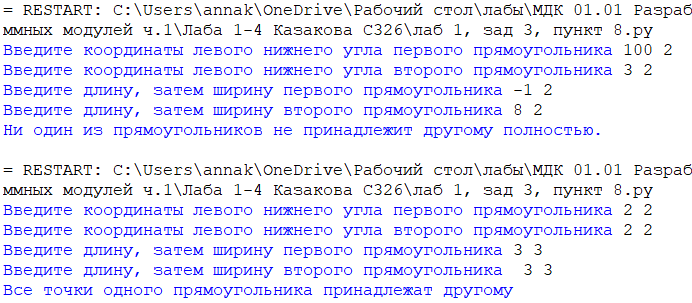 = RESTART: C:\Users\annak\OneDrive\Рабочий стол\лабы\МДК 01.01 Разраб
ммных модулей ч.1\Лаба 1-4 Казакова С326\лаб 1, зад 3, пункт 8.py
Введите координаты левого нижнего угла первого прямоугольника 100 2
Введите координаты левого нижнего угла второго прямоугольника 3 2
Введите длину, затем ширину первого прямоугольника -1 2
Введите длину, затем ширину второго прямоугольника 8 2
Ни один из прямоугольников не принадлежит другому полностью.
= RESTART: C:\Users\annak\OneDrive\Рабочий стол\лабы\МДК 01.01 Разраб
ммных модулей ч.1\Лаба 1-4 Казакова С326\лаб 1, зад 3, пункт 8.py
Введите координаты левого нижнего угла первого прямоугольника 2 2
Введите координаты левого нижнего угла второго прямоугольника 2 2
Введите длину, затем ширину первого прямоугольника 3 3
Введите длину, затем ширину второго прямоугольника  3 3
Все точки одного прямоугольника принадлежат другому